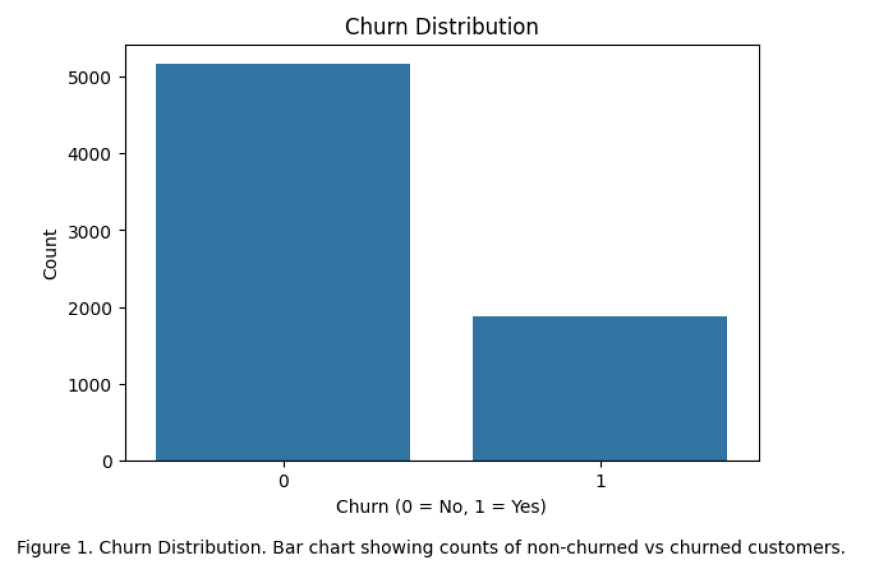 Churn Distribution
5000
4000
3000
2000
1000
0
Count
0 1
Churn (0 = No, 1 = Yes)
Figure 1. Churn Distribution. Bar chart showing counts of non-churned vs churned customers.